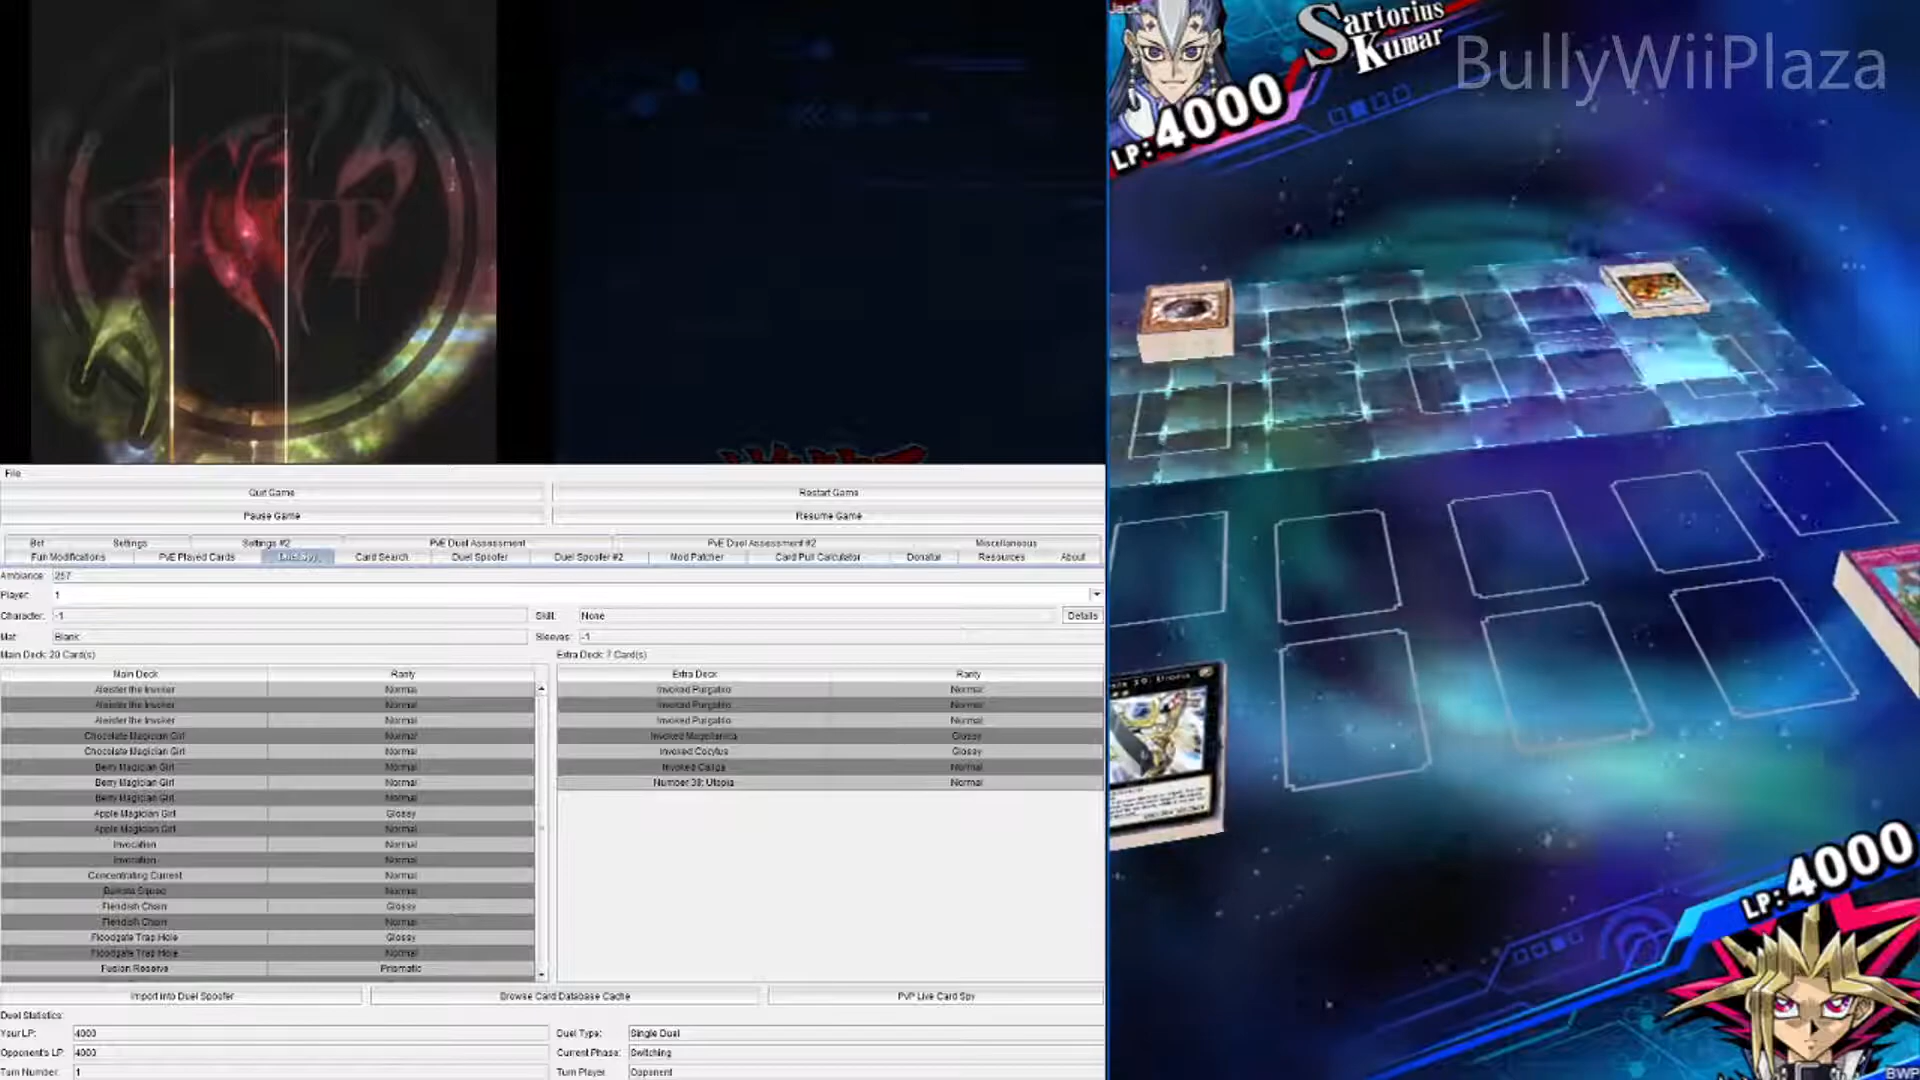 Jack
Sartorius
Kumar
LP: 4000
BullyWiiPlaza
File
Quit Game
Restart Game
Pause Game
Resume Game
Bot
Settings
Settings #2
PvE Duel Assessment
PvE Duel Assessment #2
Miscellaneous
Fun Modifications
PvE Played Cards
Duel Spy
Card Search
Duel Spoofer
Duel Spoofer #2
Mod Patcher
Card Pull Calculator
Donator
Resources
About
Ambiance: 257
Player: 1
Character: -1
Skill: None
Details
Mat: Blank
Sleeves: -1
Main Deck: 20 Card(s)
Extra Deck: 7 Card(s)
Main Deck Rarity
Aleister the Invoker Normal
Aleister the Invoker Normal
Aleister the Invoker Normal
Chocolate Magician Girl Normal
Chocolate Magician Girl Normal
Berry Magician Girl Normal
Berry Magician Girl Normal
Berry Magician Girl Normal
Apple Magician Girl Glossy
Apple Magician Girl Normal
Invocation Normal
Invocation Normal
Concentrating Current Normal
Ballista Squad Normal
Fiendish Chain Glossy
Fiendish Chain Normal
Floodgate Trap Hole Glossy
Floodgate Trap Hole Normal
Fusion Reserve Prismatic
Extra Deck Rarity
Invoked Purgatrio Normal
Invoked Purgatrio Normal
Invoked Purgatrio Normal
Invoked Magellanica Glossy
Invoked Cocytus Glossy
Invoked Caliga Normal
Number 39: Utopia Normal
Import into Duel Spoofer
Browse Card Database Cache
PvP Live Card Spy
Duel Statistics:
Your LP: 4000
Duel Type: Single Duel
Opponent's LP: 4000
Current Phase: Switching
Turn Number: 1
Turn Player: Opponent
LP: 4000
BWP